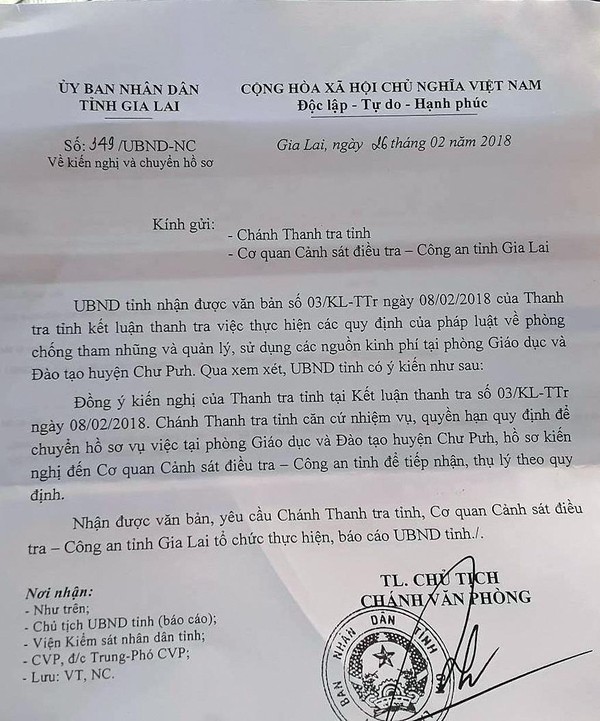 ỦY BAN NHÂN DÂN
TỈNH GIA LAI
CỘNG HÒA XÃ HỘI CHỦ NGHĨA VIỆT NAM
Độc lập - Tự do - Hạnh phúc
Số: 349/UBND-NC
Về kiến nghị và chuyển hồ sơ
Gia Lai, ngày 26 tháng 02 năm 2018
Kính gửi:
- Chánh Thanh tra tỉnh
- Cơ quan Cảnh sát điều tra – Công an tỉnh Gia Lai
UBND tỉnh nhận được văn bản số 03/KL-TTr ngày 08/02/2018 của Thanh
tra tỉnh kết luận thanh tra việc thực hiện các quy định của pháp luật về phòng
chống tham nhũng và quản lý, sử dụng các nguồn kinh phí tại phòng Giáo dục và
Đào tạo huyện Chư Pưh. Qua xem xét, UBND tỉnh có ý kiến như sau:
Đồng ý kiến nghị của Thanh tra tỉnh tại Kết luận thanh tra số 03/KL-TTr
ngày 08/02/2018. Chánh Thanh tra tỉnh căn cứ nhiệm vụ, quyền hạn quy định để
chuyển hồ sơ vụ việc tại phòng Giáo dục và Đào tạo huyện Chư Pưh, hồ sơ kiến
nghị đến Cơ quan Cảnh sát điều tra – Công an tỉnh để tiếp nhận, thụ lý theo quy
định.
Nhận được văn bản, yêu cầu Chánh Thanh tra tỉnh, Cơ quan Cảnh sát điều
tra – Công an tỉnh Gia Lai tổ chức thực hiện, báo cáo UBND tỉnh./.
Nơi nhận:
- Như trên;
- Chủ tịch UBND tỉnh (báo cáo);
- Viện Kiểm sát nhân dân tỉnh;
- CVP, đ/c Trung-Phó CVP;
- Lưu: VT, NC.
TL. CHỦ TỊCH
CHÁNH VĂN PHÒNG
BAN NHÂN DÂN TỈNH